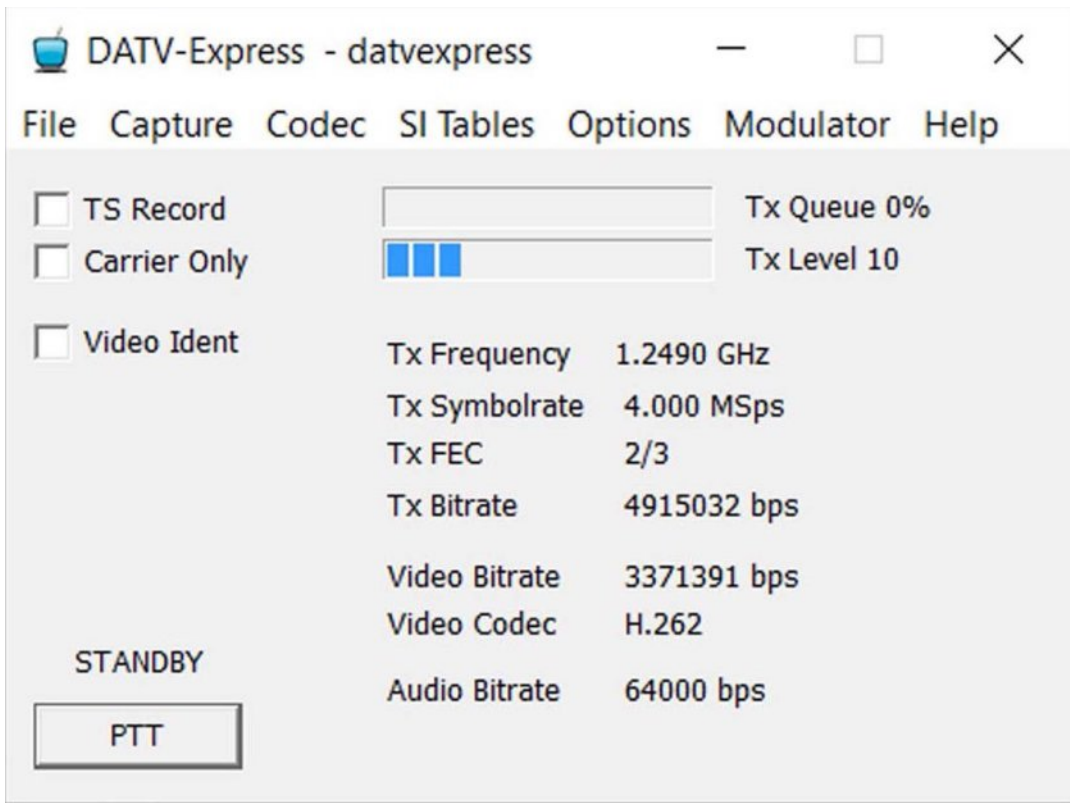 DATV-Express - datvexpress
File Capture Codec SI Tables Options Modulator Help
TS Record Tx Queue 0%
Carrier Only Tx Level 10
Video Ident
Tx Frequency 1.2490 GHz
Tx Symbolrate 4.000 MSps
Tx FEC 2/3
Tx Bitrate 4915032 bps
Video Bitrate 3371391 bps
Video Codec H.262
STANDBY
Audio Bitrate 64000 bps
PTT